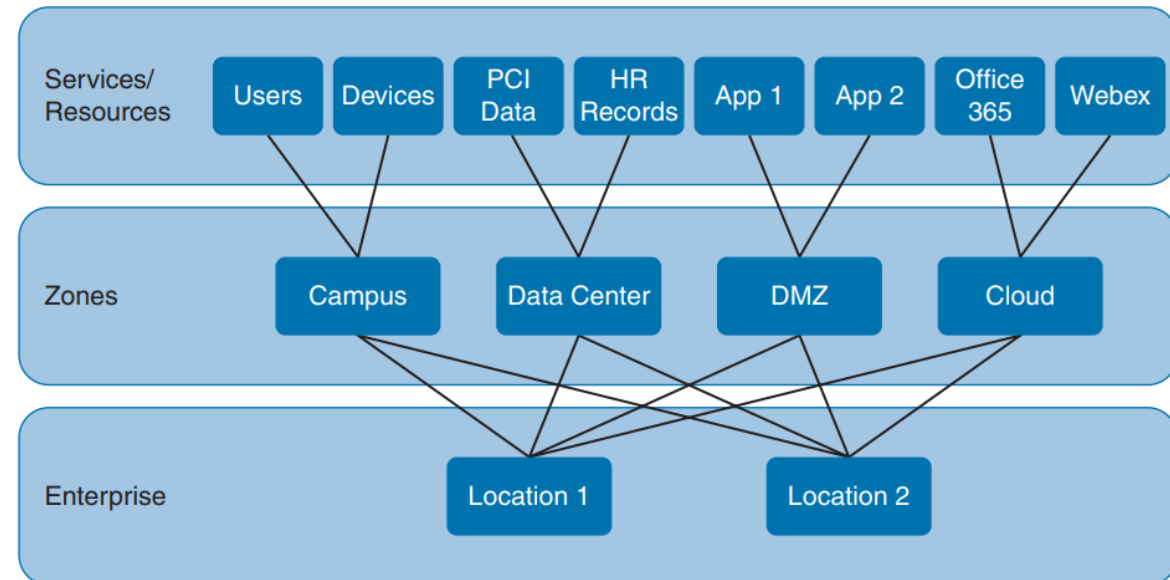 Services/
Resources
Users
Devices
PCI
Data
HR
Records
App 1
App 2
Office
365
Webex
Zones
Campus
Data Center
DMZ
Cloud
Enterprise
Location 1
Location 2